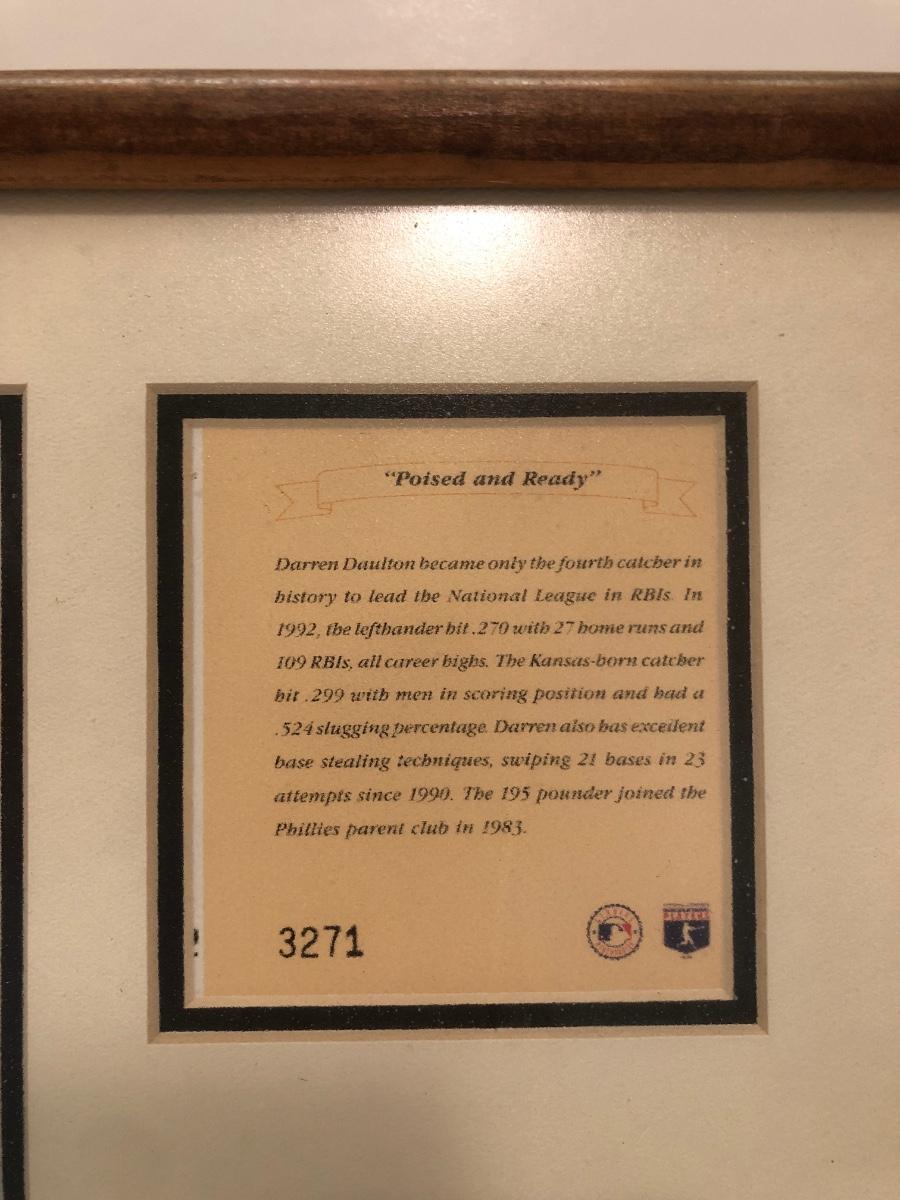 “Poised and Ready”
Darren Daulton became only the fourth catcher in
history to lead the National League in RBIs. In
1992, the lefthander hit .270 with 27 home runs and
109 RBIs, all career highs. The Kansas-born catcher
hit .299 with men in scoring position and had a
.524 slugging percentage. Darren also has excellent
base stealing techniques, swiping 21 bases in 23
attempts since 1990. The 195 pounder joined the
Phillies parent club in 1983.
3271
PLAYERS